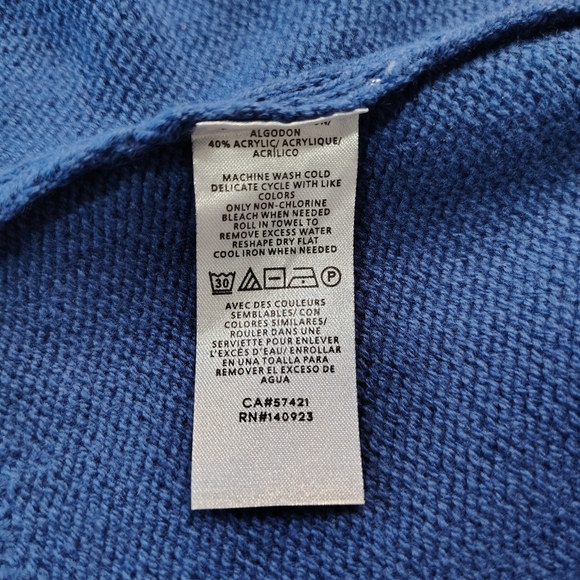 ALGODON
40% ACRYLIC/ ACRYLIQUE/
ACRÍLICO
MACHINE WASH COLD
DELICATE CYCLE WITH LIKE
COLORS
ONLY NON-CHLORINE
BLEACH WHEN NEEDED
ROLL IN TOWEL TO
REMOVE EXCESS WATER
RESHAPE DRY FLAT
COOL IRON WHEN NEEDED
30 P
AVEC DES COULEURS
SEMBLABLES/ CON
COLORES SIMILARES/
ROULER DANS UNE
SERVIETTE POUR ENLEVER
L'EXCÈS D'EAU/ ENROLLAR
EN UNA TOALLA PARA
REMOVER EL EXCESO DE
AGUA
CA#57421
RN#140923